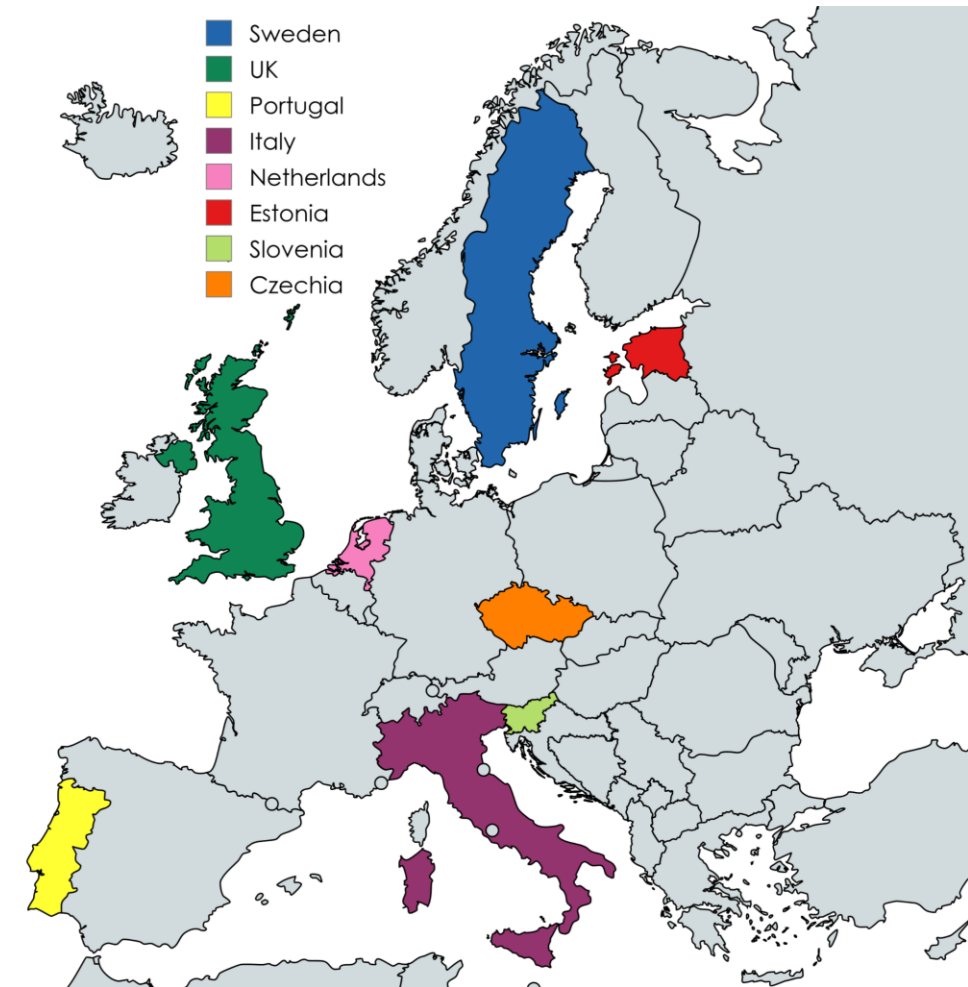 Sweden
UK
Portugal
Italy
Netherlands
Estonia
Slovenia
Czechia